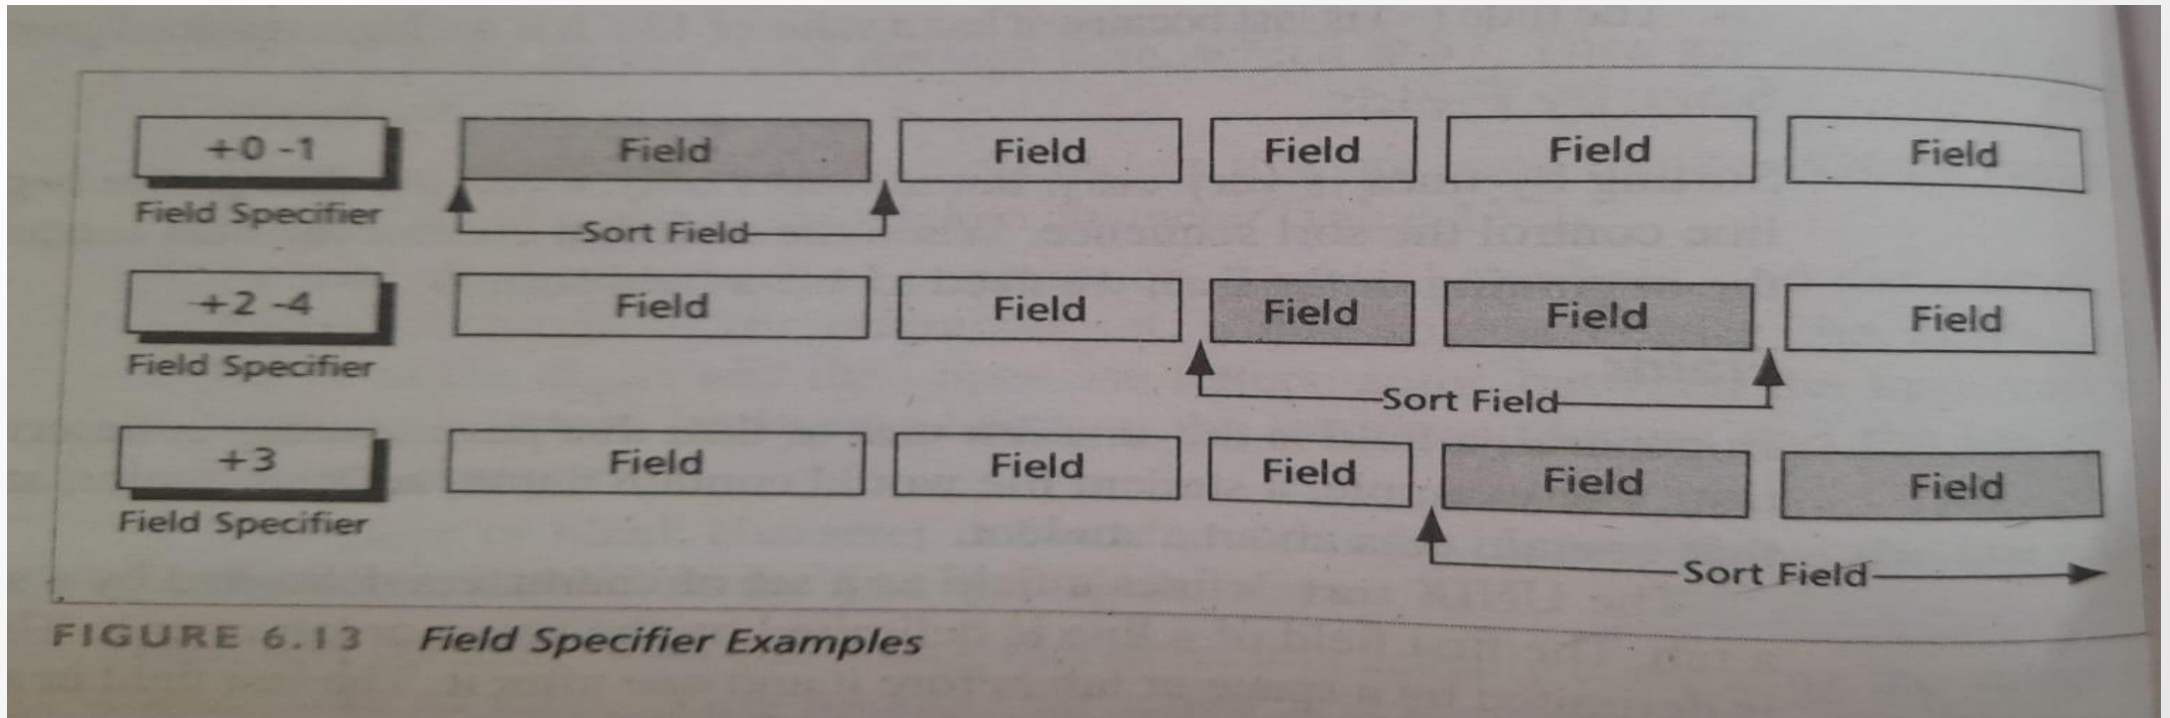 +0 -1 Field Field Field Field Field
Field Specifier
Sort Field
+2 -4 Field Field Field Field Field
Field Specifier
Sort Field
+3 Field Field Field Field Field
Field Specifier
Sort Field
FIGURE 6.13 Field Specifier Examples